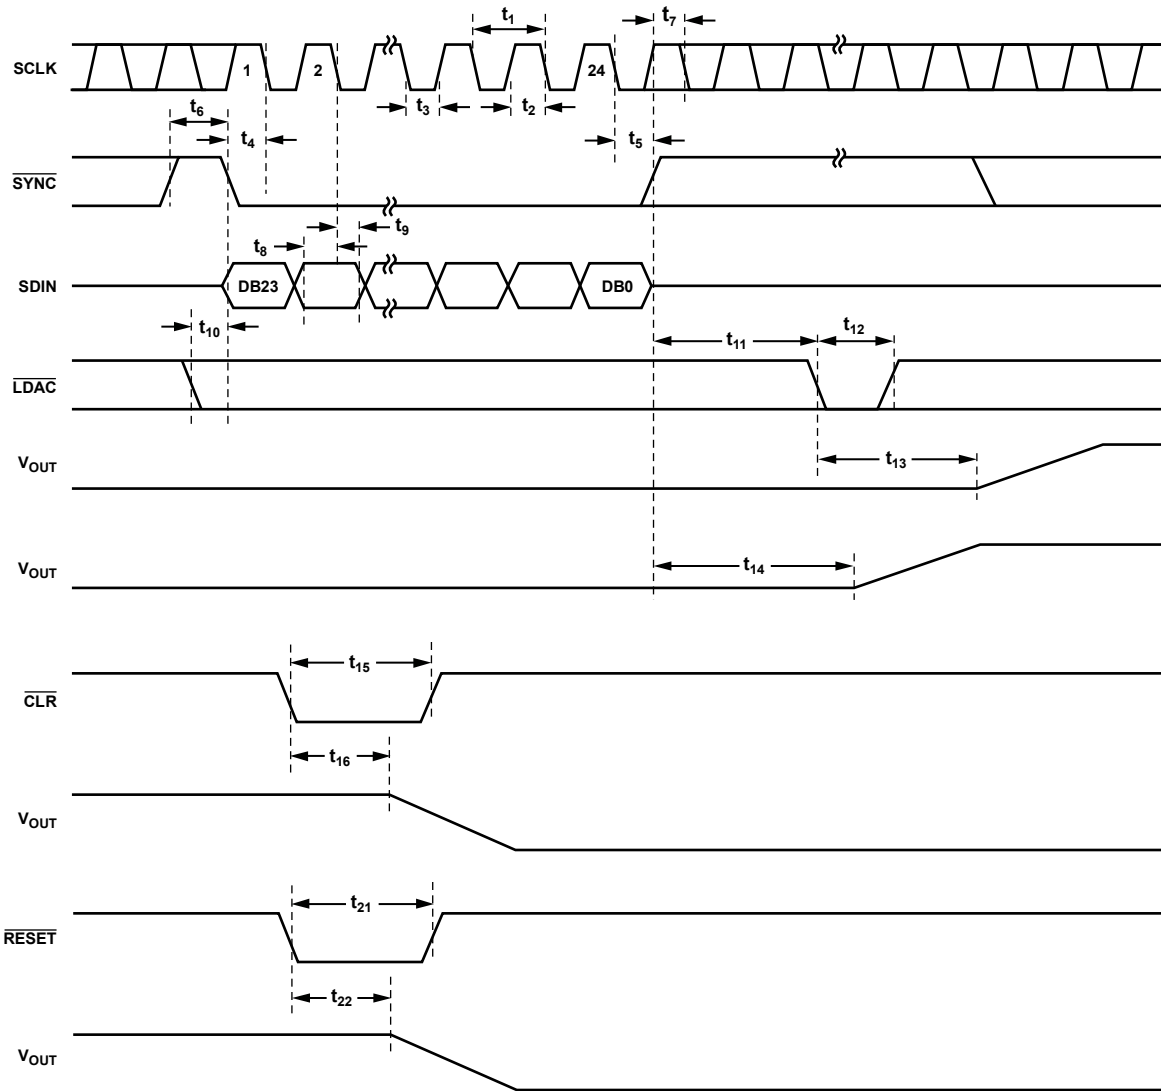 t1 t7
SCLK 1 2 24
t6 t3 t2
t4 t5
SYNC
t9
t8
SDIN DB23 DB0
t10 t11 t12
LDAC
VOUT t13
VOUT t14
t15
CLR
t16
VOUT
t21
RESET
t22
VOUT